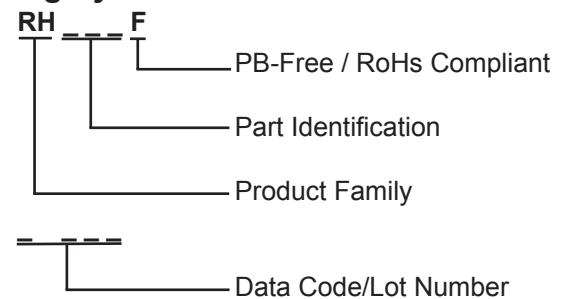 RH _ _ _ F
PB-Free / RoHs Compliant
Part Identification
Product Family
_ _ _ _
Data Code/Lot Number